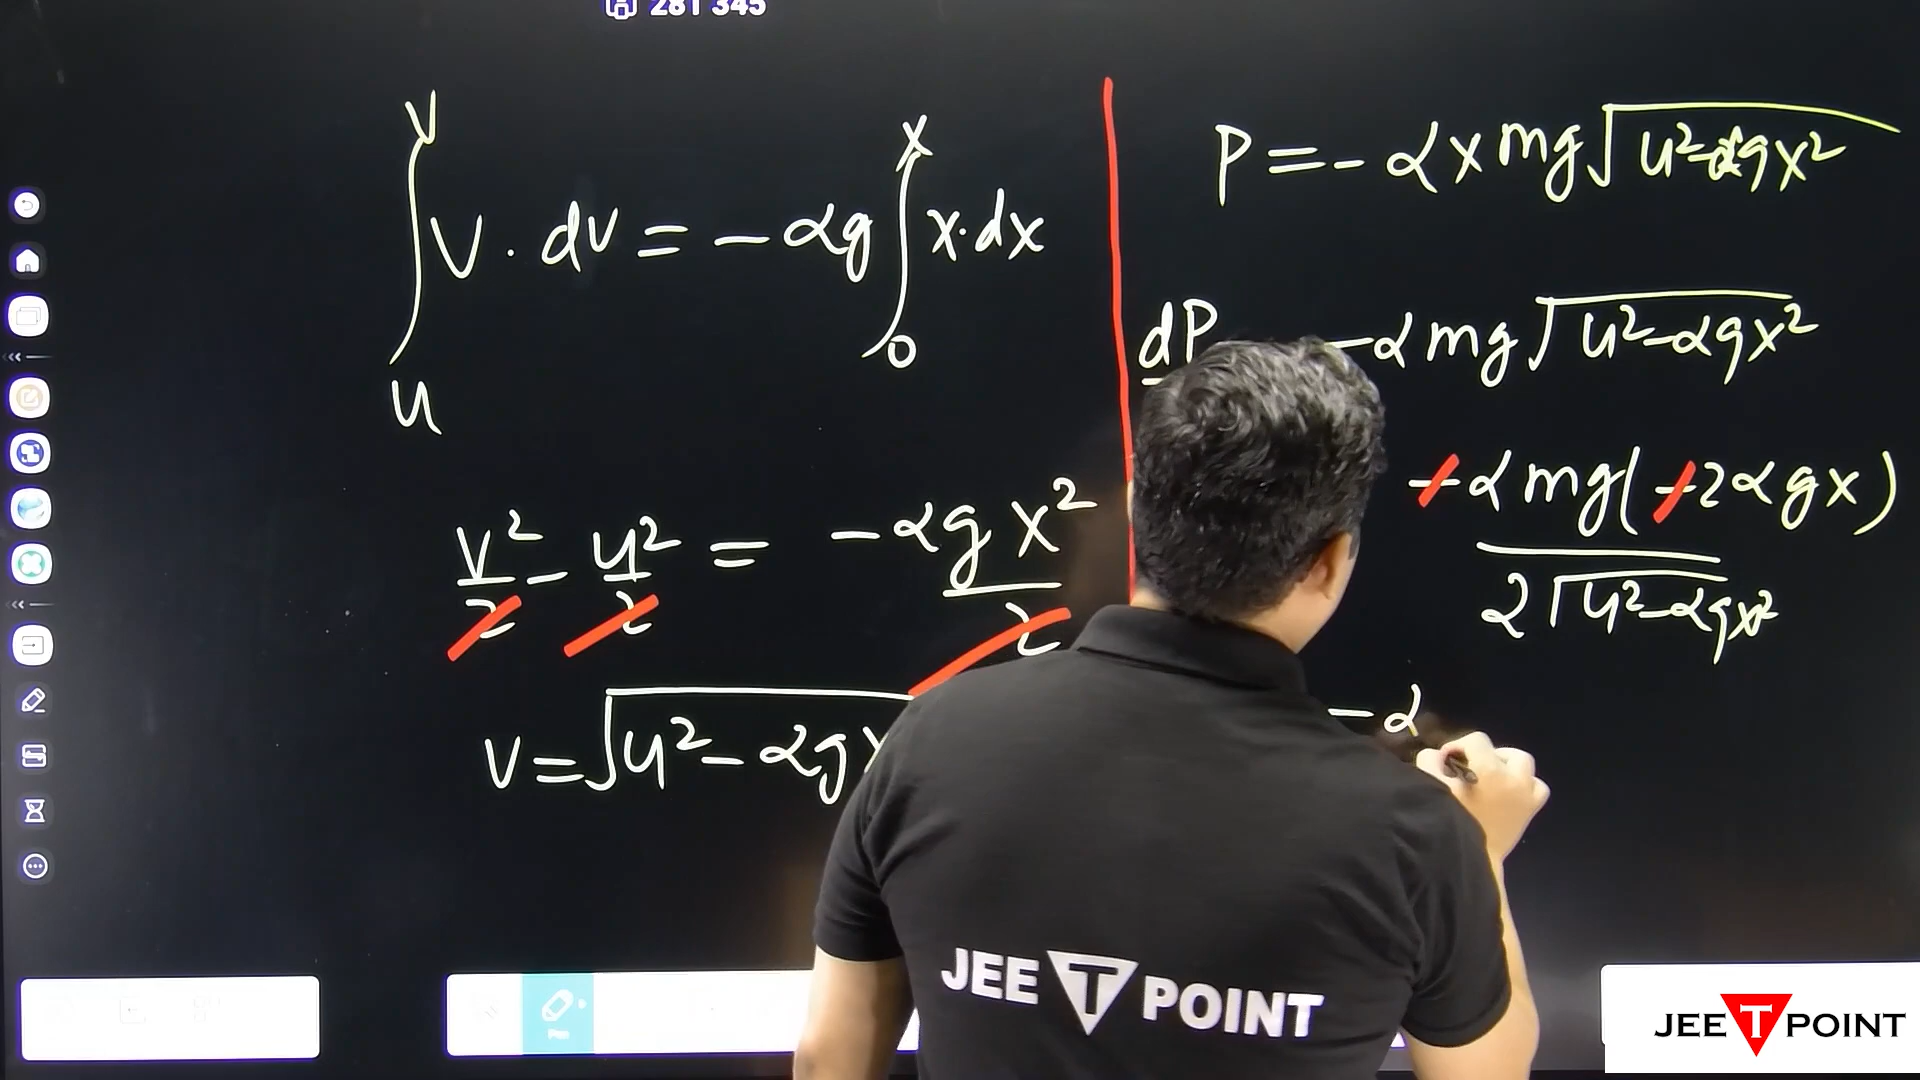 281 345
∫ᵤⱽ V · dV = - αg ∫₀ˣ x·dx
V²/2 - u²/2 = -αg x²/2
V = √u² - αg
P = - αx mg √u² - αgx²
dP - αmg √u² - αgx²
- αmg( -2αgx) / 2√u² - αgx²
- α
Pen
JEE T POINT
JEE T POINT